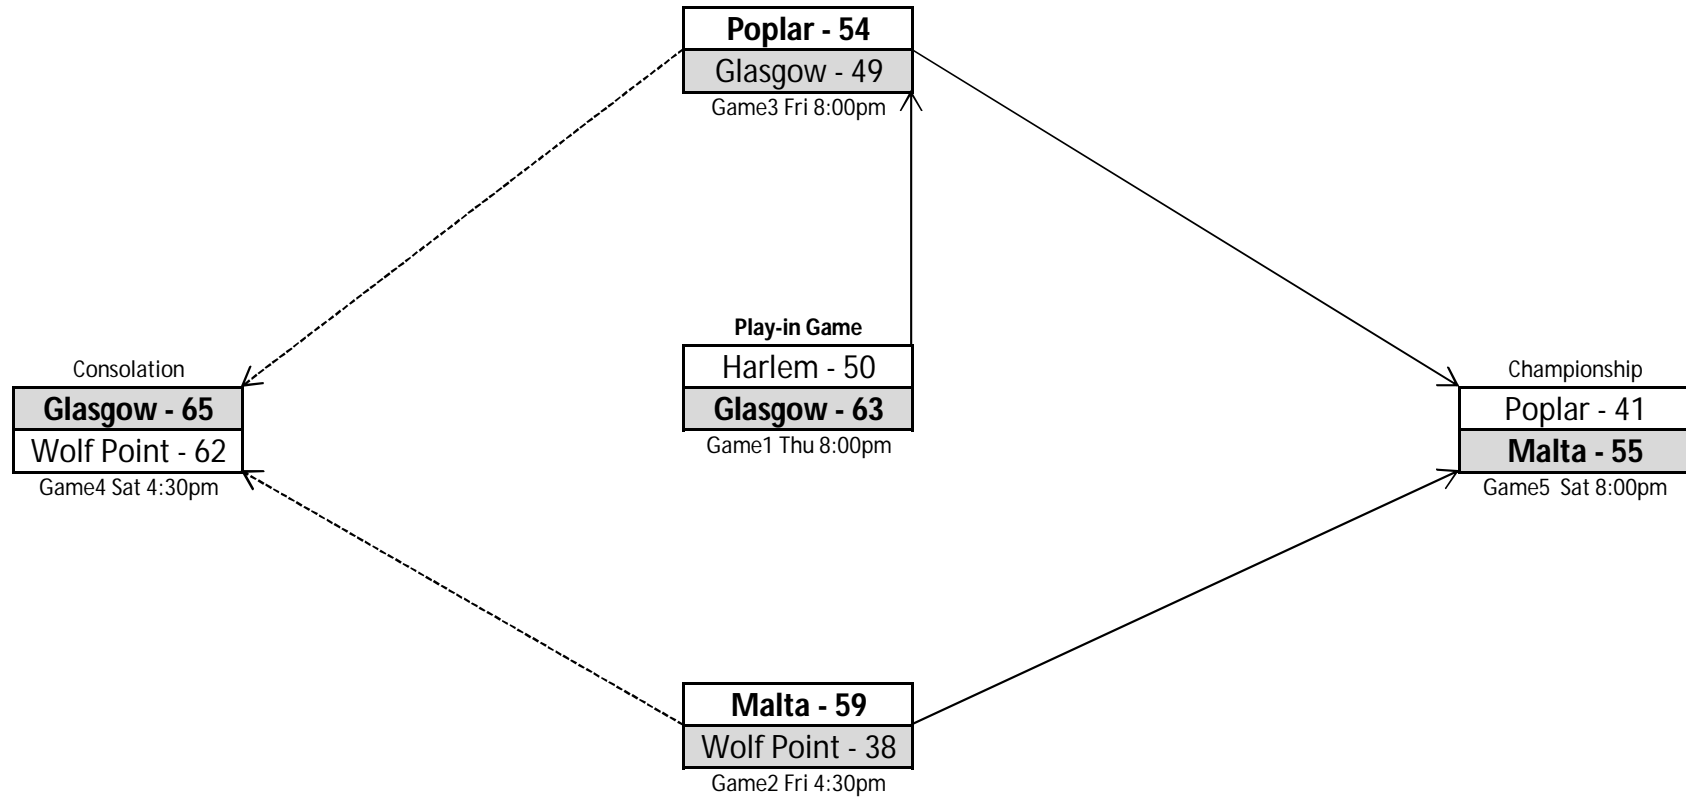 Poplar - 54
Glasgow - 49
Game3 Fri 8:00pm
Play-in Game
Harlem - 50
Glasgow - 63
Game1 Thu 8:00pm
Consolation
Glasgow - 65
Wolf Point - 62
Game4 Sat 4:30pm
Championship
Poplar - 41
Malta - 55
Game5  Sat 8:00pm
Malta - 59
Wolf Point - 38
Game2 Fri 4:30pm